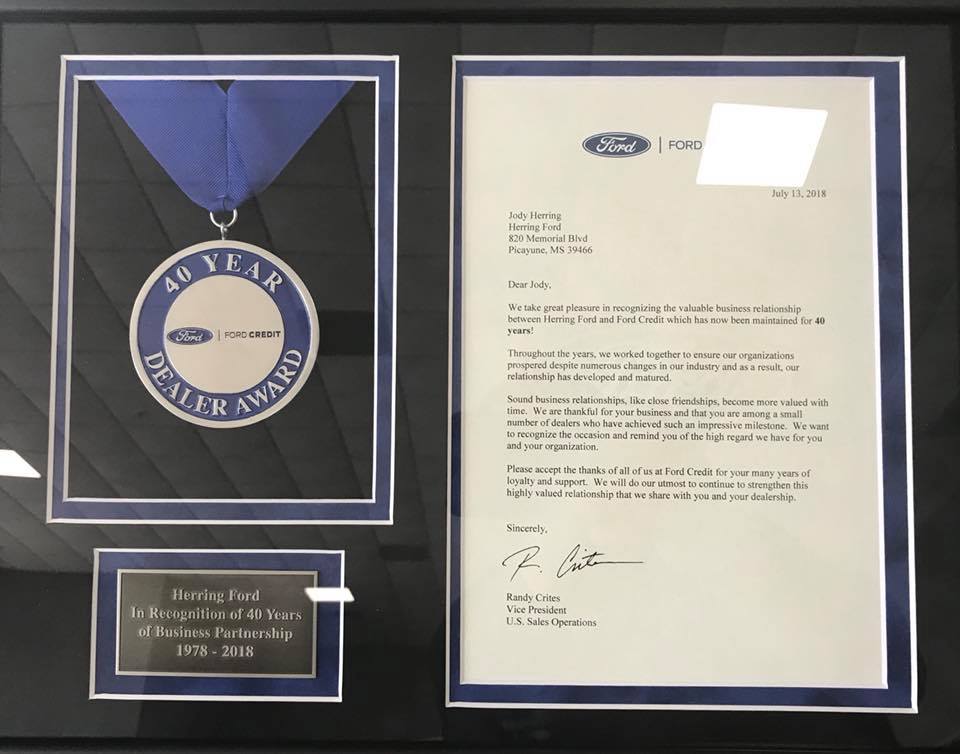 40 YEAR
Ford | FORD CREDIT
DEALER AWARD
Herring Ford
In Recognition of 40 Years
of Business Partnership
1978 - 2018
Ford | FORD
July 13, 2018
Jody Herring
Herring Ford
820 Memorial Blvd
Picayune, MS 39466
Dear Jody,
We take great pleasure in recognizing the valuable business relationship
between Herring Ford and Ford Credit which has now been maintained for 40
years!
Throughout the years, we worked together to ensure our organizations
prospered despite numerous changes in our industry and as a result, our
relationship has developed and matured.
Sound business relationships, like close friendships, become more valued with
time. We are thankful for your business and that you are among a small
number of dealers who have achieved such an impressive milestone. We want
to recognize the occasion and remind you of the high regard we have for you
and your organization.
Please accept the thanks of all of us at Ford Credit for your many years of
loyalty and support. We will do our utmost to continue to strengthen this
highly valued relationship that we share with you and your dealership.
Sincerely,
R. Crites
Randy Crites
Vice President
U.S. Sales Operations